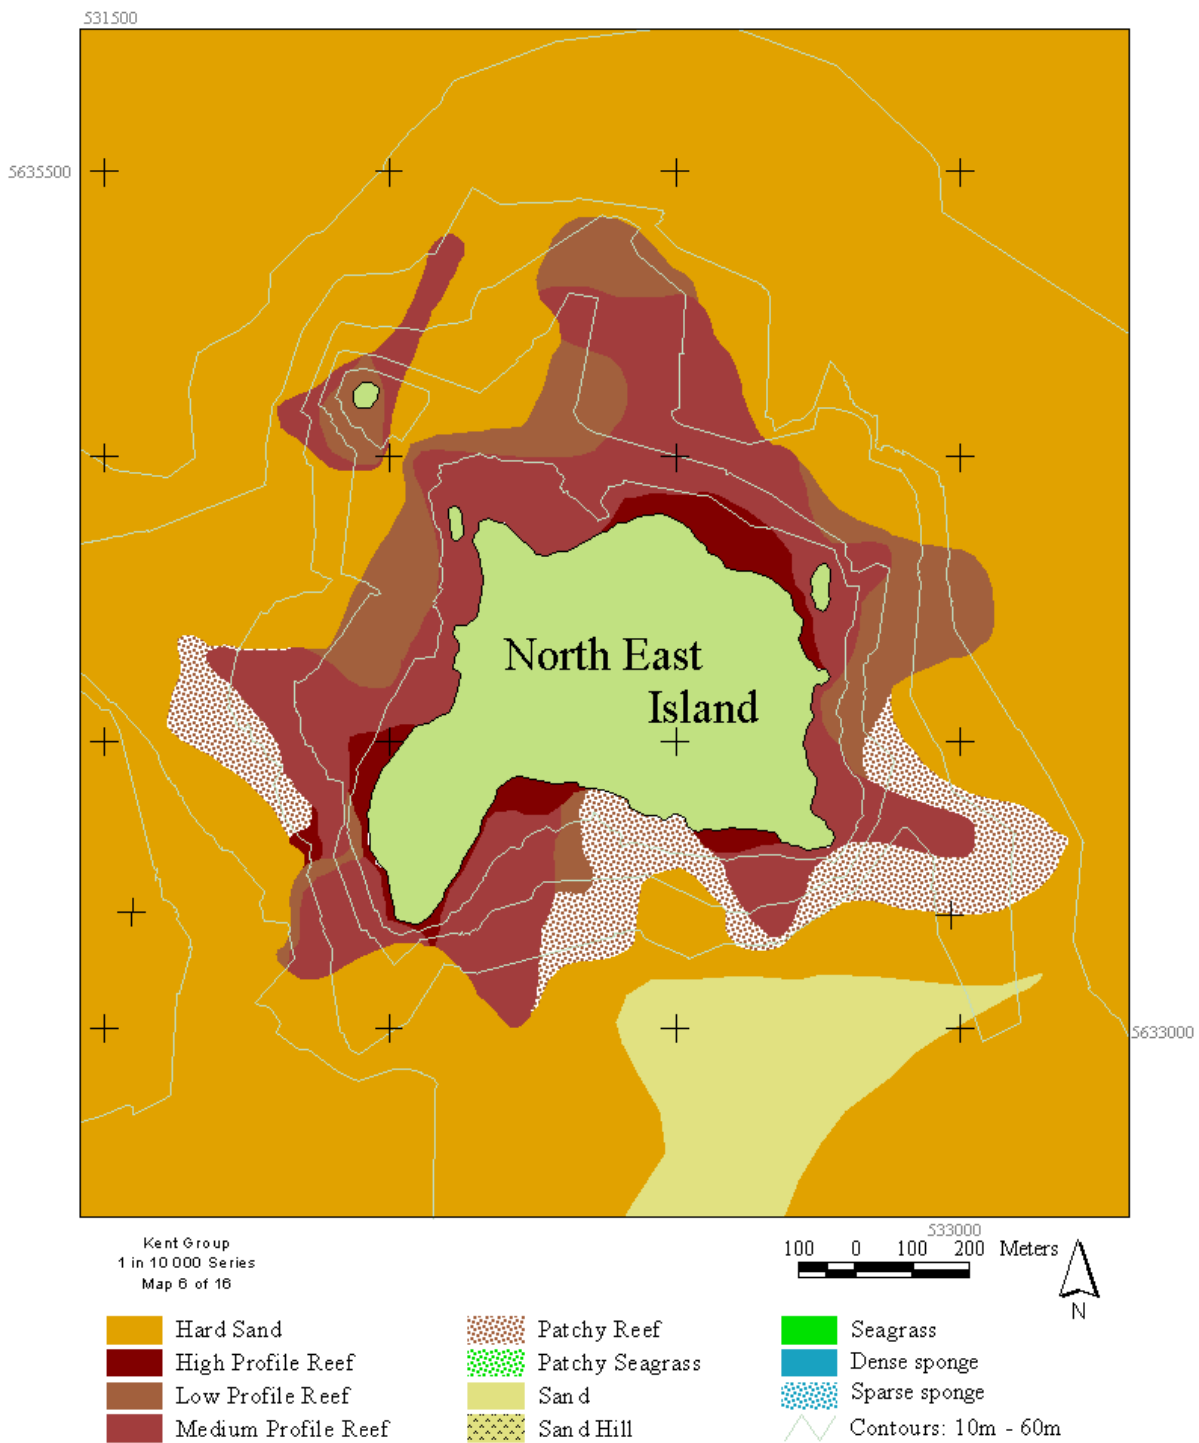 531500
5635500
North East
Island
5633000
533000
Kent Group
1 in 10 000 Series
Map 6 of 16
100 0 100 200 Meters
N
Hard Sand
High Profile Reef
Low Profile Reef
Medium Profile Reef
Patchy Reef
Patchy Seagrass
Sand
Sand Hill
Seagrass
Dense sponge
Sparse sponge
Contours: 10m - 60m